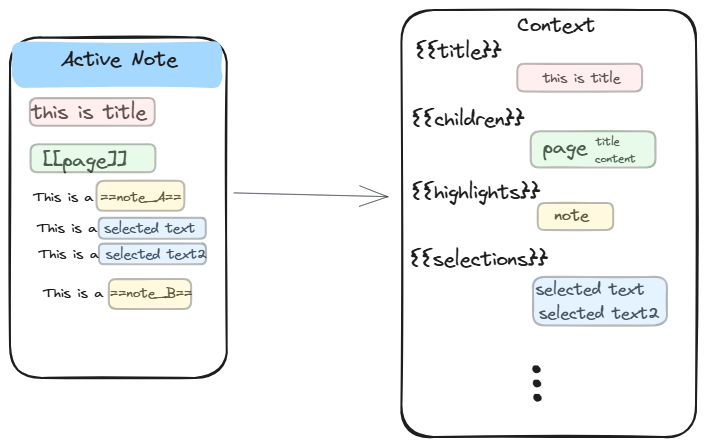 Active Note
this is title
[[page]]
This is a ==note_A==
This is a selected text
This is a selected text2
This is a ==note_B==
Context
{{title}}
this is title
{{children}}
page title
content
{{highlights}}
note
{{selections}}
selected text
selected text2